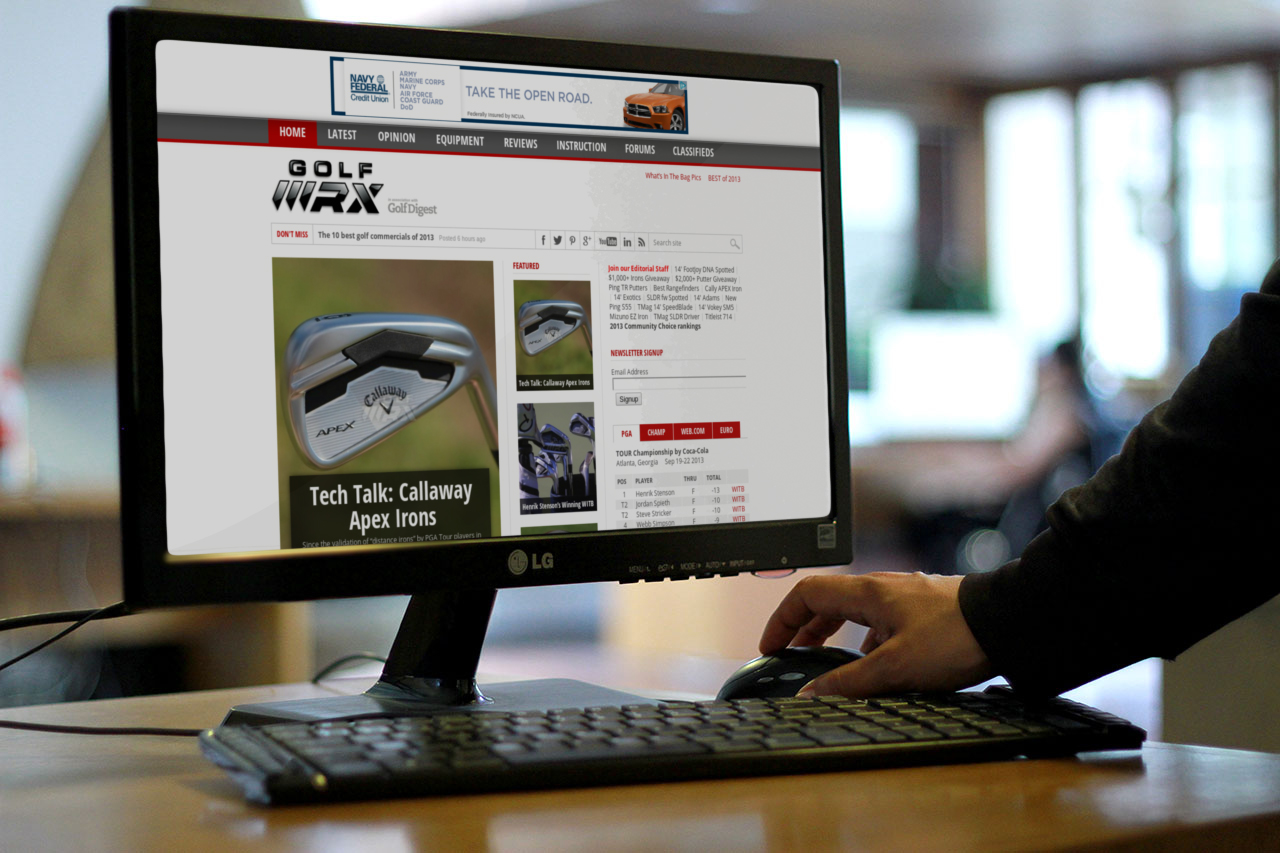 NAVY
FEDERAL
Credit Union
ARMY
MARINE CORPS
NAVY
AIR FORCE
COAST GUARD
DoD
TAKE THE OPEN ROAD.
Federally insured by NCUA.
HOME LATEST OPINION EQUIPMENT REVIEWS INSTRUCTION FORUMS CLASSIFIEDS
What's In The Bag Pics BEST of 2013
GOLF
WRX
In association with
Golf Digest
DON'T MISS The 10 best golf commercials of 2013 Posted 6 hours ago
YouTube
Search site
Callaway
APEX
Tech Talk: Callaway
Apex Irons
Since the validation of "distance irons" by PGA Tour players in
FEATURED
Tech Talk: Callaway Apex Irons
Henrik Stenson's Winning WITB
Join our Editorial Staff | 14' FootJoy DNA Spotted |
$1,000+ Irons Giveaway | $2,000+ Putter Giveaway
Ping TR Putters | Best Rangefinders | Cally APEX Iron
| 14' Exotics | SLDR fw Spotted | 14' Adams | New
Ping S55 | TMag 14' SpeedBlade | 14' Vokey SM5
Mizuno EZ Iron | TMag SLDR Driver | Titleist 714 |
2013 Community Choice rankings
NEWSLETTER SIGNUP
Email Address
Signup
PGA CHAMP WEB.COM EURO
TOUR Championship by Coca-Cola
Atlanta, Georgia Sep 19-22 2013
POS PLAYER THRU TOTAL
1 Henrik Stenson F -13 WITB
T2 Jordan Spieth F -10 WITB
T2 Steve Stricker F -10 WITB
4 Webb Simpson F -9 WITB
LG
MENU MODE AUTO INPUT